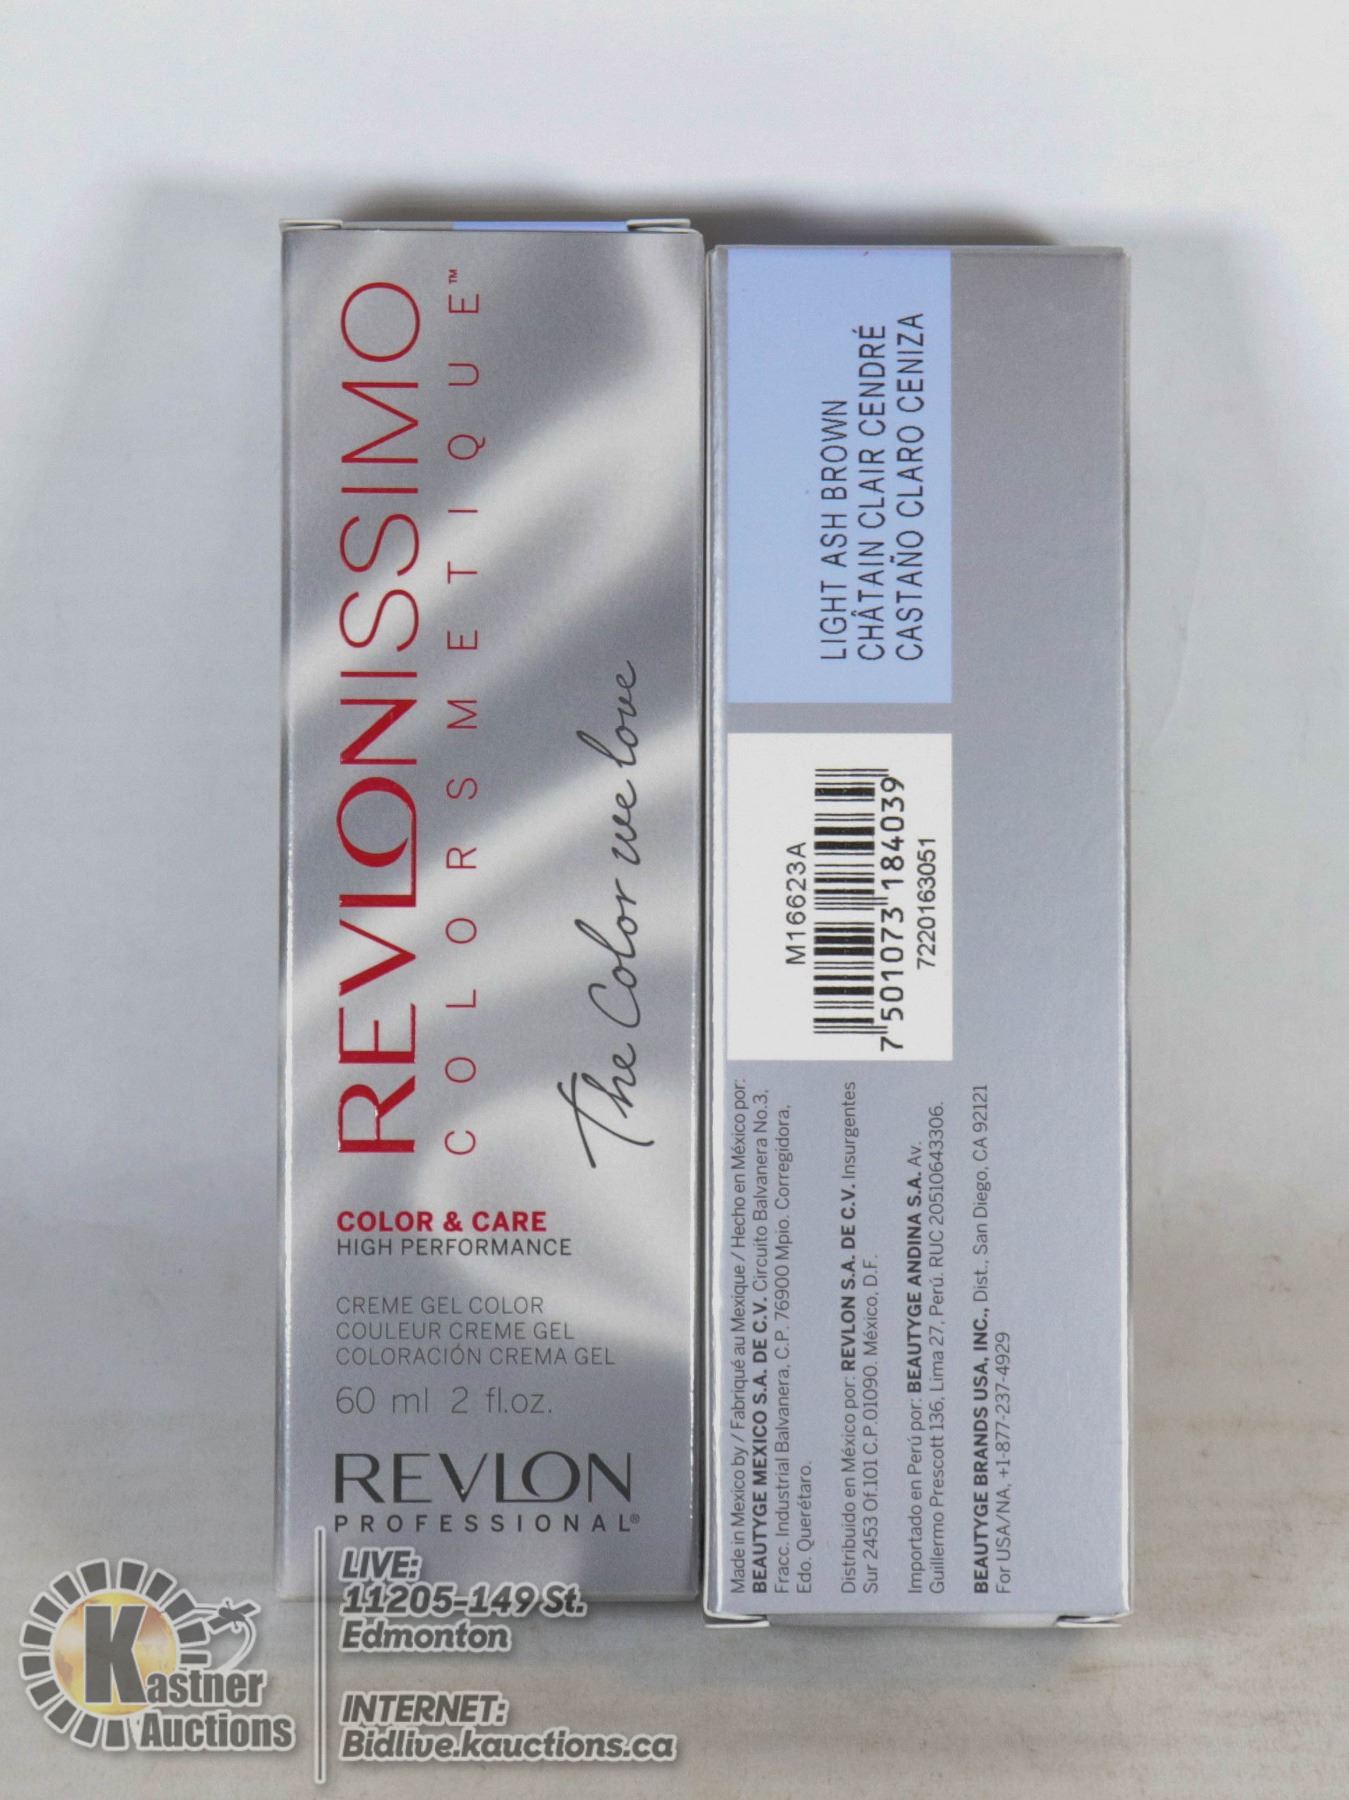 REVLONISSIMO
COLORSMETIQUE™
The Color we love
COLOR & CARE
HIGH PERFORMANCE
CREME GEL COLOR
COULEUR CREME GEL
COLORACIÓN CREMA GEL
60 ml 2 fl.oz.
REVLON
PROFESSIONAL®
LIGHT ASH BROWN
CHÂTAIN CLAIR CENDRÉ
CASTAÑO CLARO CENIZA
M16623A
7 501073 184039
7220163051
Made in Mexico by / Fabriqué au Mexique / Hecho en México por:
BEAUTYGE MEXICO S.A. DE C.V. Circuito Balvanera No.3,
Fracc. Industrial Balvanera, C.P. 76900 Mpio. Corregidora,
Edo. Querétaro.
Distribuido en México por: REVLON S.A. DE C.V. Insurgentes
Sur 2453 Of.101 C.P.01090. México, D.F.
Importado en Perú por: BEAUTYGE ANDINA S.A. Av.
Guillermo Prescott 136, Lima 27, Perú. RUC 20510643306.
BEAUTYGE BRANDS USA, INC., Dist., San Diego, CA 92121
For USA/NA, +1-877-237-4929
Kastner
Auctions
LIVE:
11205-149 St.
Edmonton
INTERNET:
Bidlive.kauctions.ca